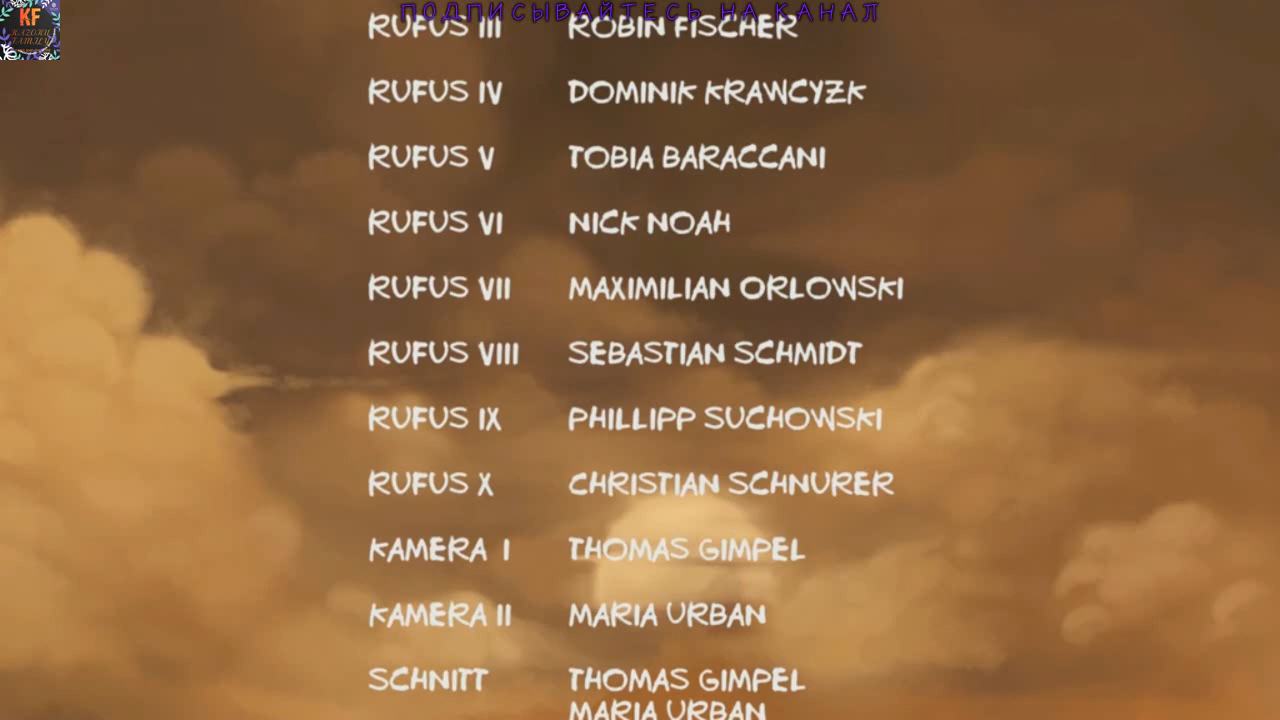 ПОДПИСЫВАЙТЕСЬ НА КАНАЛ
KF
RUFUS III ROBIN FISCHER
RUFUS IV DOMINIK KRAWCYZK
RUFUS V TOBIA BARACCANI
RUFUS VI NICK NOAH
RUFUS VII MAXIMILIAN ORLOWSKI
RUFUS VIII SEBASTIAN SCHMIDT
RUFUS IX PHILLIPP SUCHOWSKI
RUFUS X CHRISTIAN SCHNURER
KAMERA I THOMAS GIMPEL
KAMERA II MARIA URBAN
SCHNITT THOMAS GIMPEL
MARIA URBAN